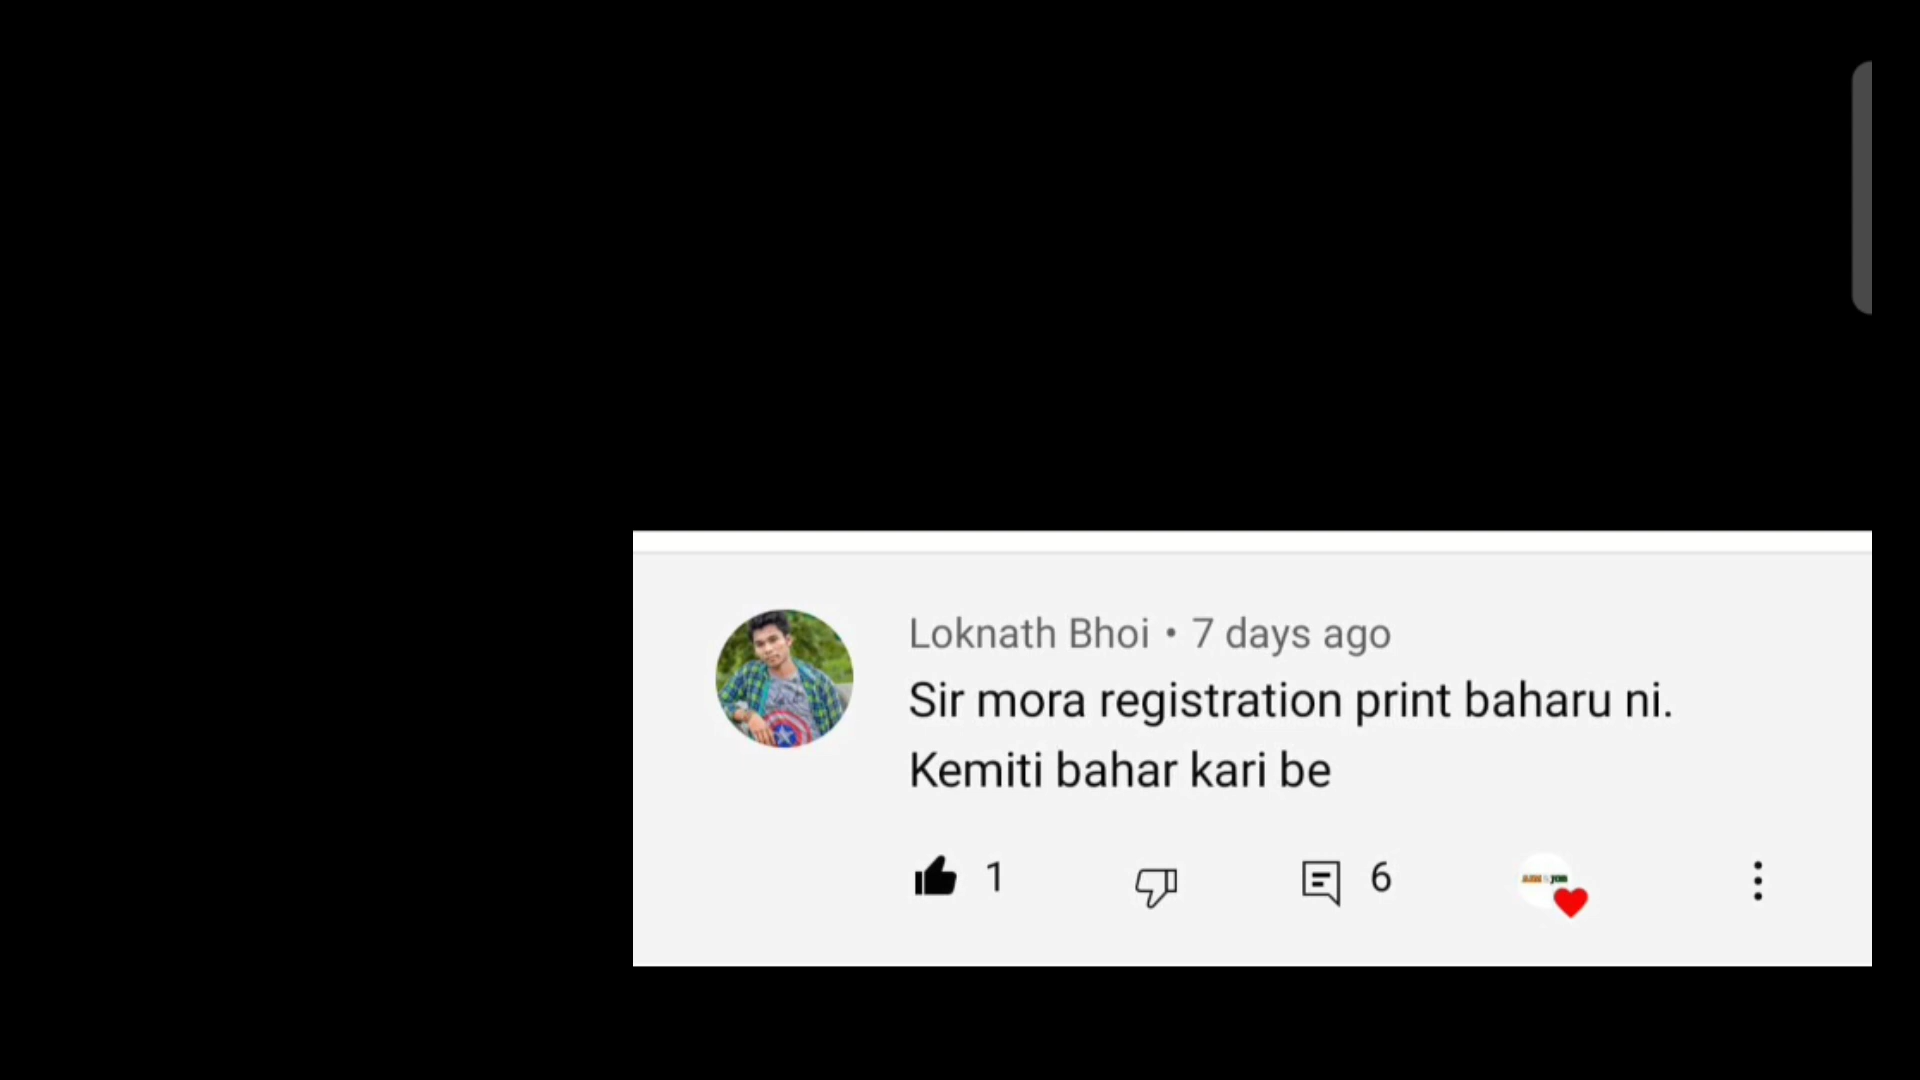 Loknath Bhoi • 7 days ago
Sir mora registration print baharu ni.
Kemiti bahar kari be
1 6